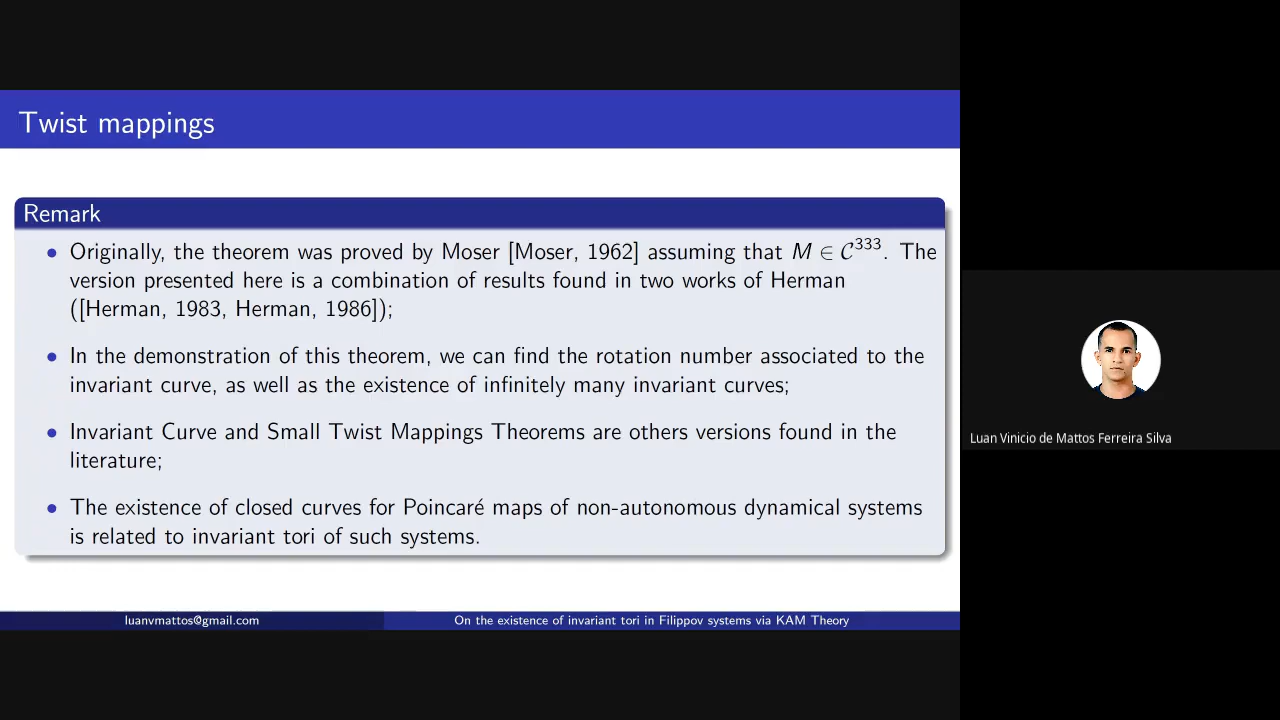 Twist mappings
Remark
• Originally, the theorem was proved by Moser [Moser, 1962] assuming that M ∈ 𝒞³³³. The
version presented here is a combination of results found in two works of Herman
([Herman, 1983, Herman, 1986]);
• In the demonstration of this theorem, we can find the rotation number associated to the
invariant curve, as well as the existence of infinitely many invariant curves;
• Invariant Curve and Small Twist Mappings Theorems are others versions found in the
literature;
• The existence of closed curves for Poincaré maps of non-autonomous dynamical systems
is related to invariant tori of such systems.
luanvmattos@gmail.com
On the existence of invariant tori in Filippov systems via KAM Theory
Luan Vinicio de Mattos Ferreira Silva